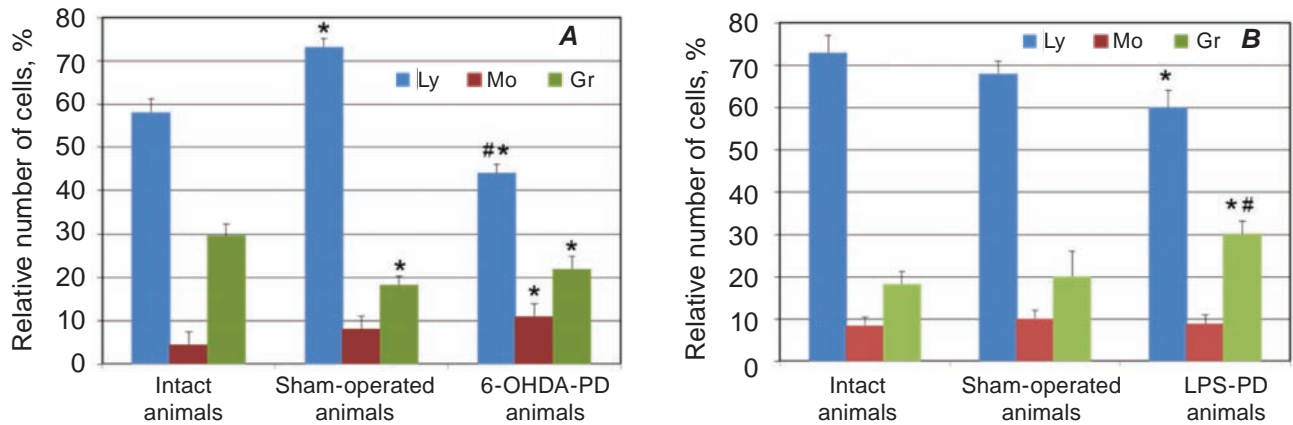 Relative number of cells, %
80
70
60
50
40
30
20
10
0
A
Ly Mo Gr
*
# *
*
*
*
Intact animals
Sham-operated animals
6-OHDA-PD animals
Relative number of cells, %
80
70
60
50
40
30
20
10
0
Ly Mo Gr B
*
* #
Intact animals
Sham-operated animals
LPS-PD animals